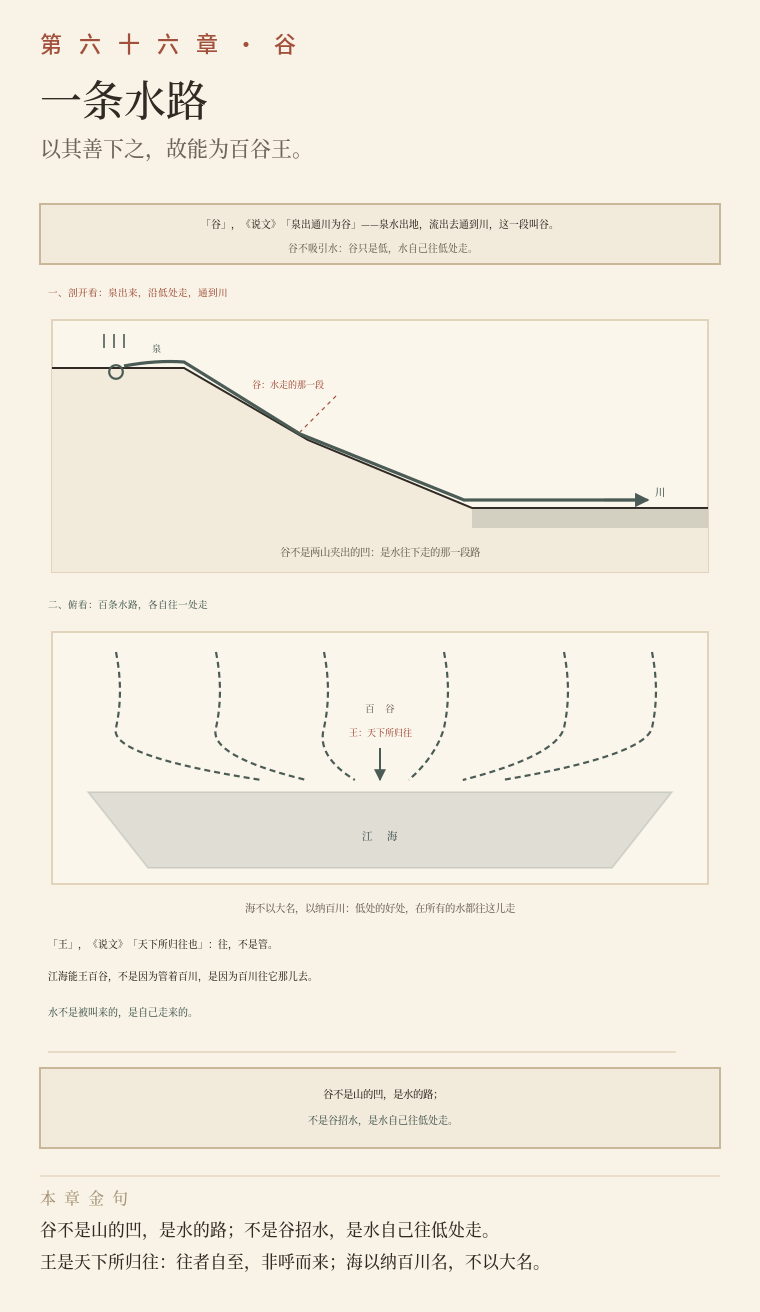 第六十六章·谷
一条水路
以其善下之，故能为百谷王。
「谷」，《说文》「泉出通川为谷」——泉水出地，流出去通到川，这一段叫谷。
谷不吸引水：谷只是低，水自己往低处走。
一、剖开看：泉出来，沿低处走，通到川
泉
谷：水走的那一段
川
谷不是两山夹出的凹：是水往下走的那一段路
二、俯看：百条水路，各自往一处走
百 谷
王：天下所归往
江 海
海不以大名，以纳百川：低处的好处，在所有的水都往这儿走
「王」，《说文》「天下所归往也」：往，不是管。
江海能王百谷，不是因为管着百川，是因为百川往它那儿去。
水不是被叫来的，是自己走来的。
谷不是山的凹，是水的路；
不是谷招水，是水自己往低处走。
本章金句
谷不是山的凹，是水的路；不是谷招水，是水自己往低处走。
王是天下所归往：往者自至，非呼而来；海以纳百川名，不以大名。